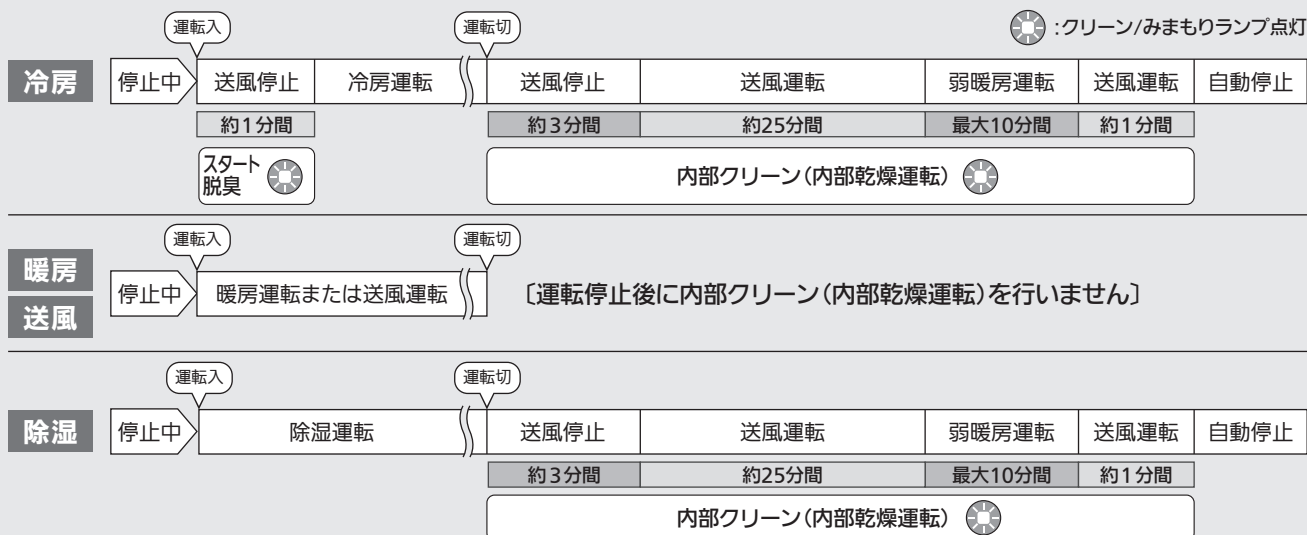 運転入 運転切 :クリーン/みまもりランプ点灯
冷房 停止中 送風停止 冷房運転 送風停止 送風運転 弱暖房運転 送風運転 自動停止
約1分間 約3分間 約25分間 最大10分間 約1分間
スタート
脱臭
内部クリーン(内部乾燥運転)
運転入 運転切
暖房
送風
停止中 暖房運転または送風運転 〔運転停止後に内部クリーン(内部乾燥運転)を行いません〕
運転入 運転切
除湿 停止中 除湿運転 送風停止 送風運転 弱暖房運転 送風運転 自動停止
約3分間 約25分間 最大10分間 約1分間
内部クリーン(内部乾燥運転)